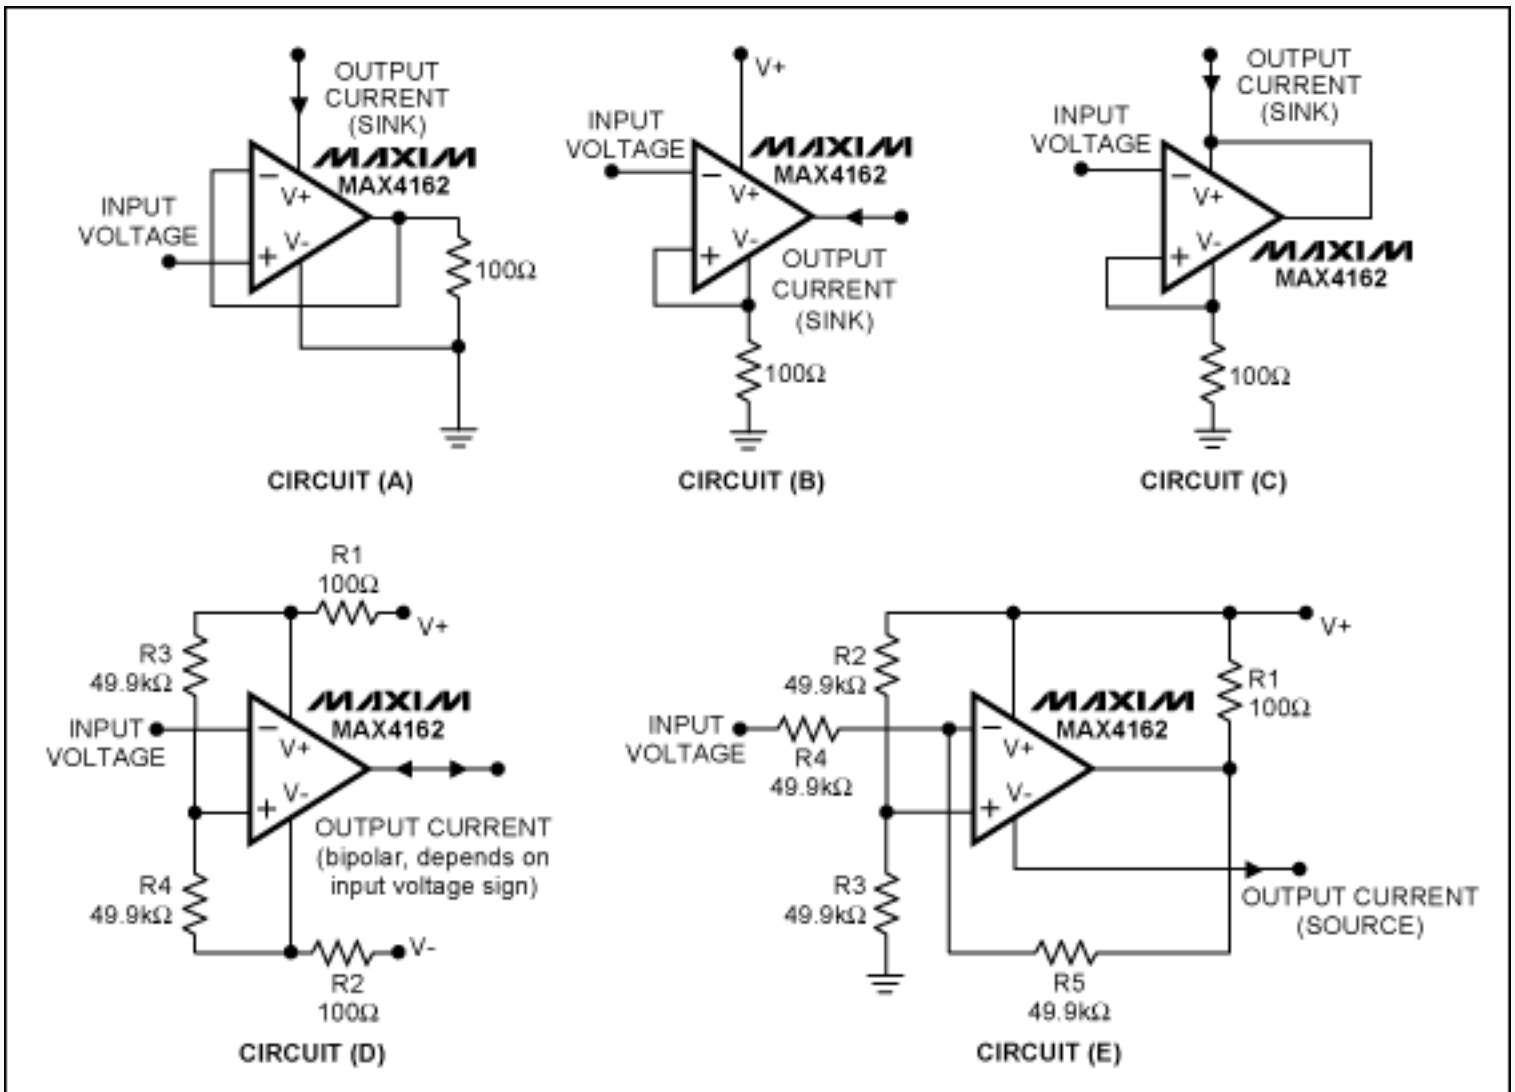 OUTPUT
CURRENT
(SINK)
MAXIM
MAX4162
INPUT
VOLTAGE
−
V+
V-
+
100Ω
CIRCUIT (A)
V+
INPUT
VOLTAGE
MAXIM
MAX4162
−
V+
V-
+
OUTPUT
CURRENT
(SINK)
100Ω
CIRCUIT (B)
OUTPUT
CURRENT
(SINK)
INPUT
VOLTAGE
−
V+
V-
+
MAXIM
MAX4162
100Ω
CIRCUIT (C)
R1
100Ω
V+
R3
49.9kΩ
MAXIM
MAX4162
INPUT
VOLTAGE
−
V+
V-
+
OUTPUT CURRENT
(bipolar, depends on
input voltage sign)
R4
49.9kΩ
V-
R2
100Ω
CIRCUIT (D)
V+
R2
49.9kΩ
R1
100Ω
MAXIM
MAX4162
INPUT
VOLTAGE
R4
49.9kΩ
−
V+
V-
+
R3
49.9kΩ
OUTPUT CURRENT
(SOURCE)
R5
49.9kΩ
CIRCUIT (E)